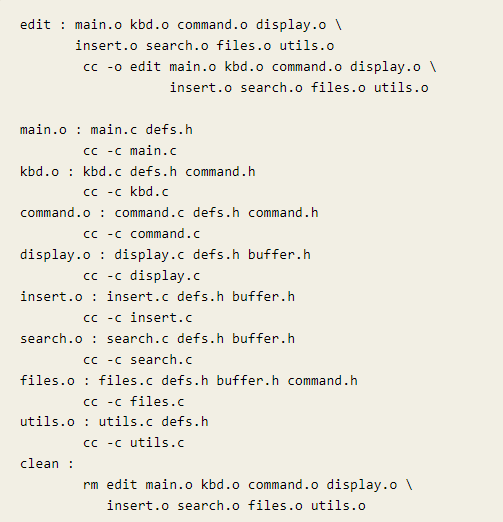 edit : main.o kbd.o command.o display.o \
insert.o search.o files.o utils.o
cc -o edit main.o kbd.o command.o display.o \
insert.o search.o files.o utils.o
main.o : main.c defs.h
cc -c main.c
kbd.o : kbd.c defs.h command.h
cc -c kbd.c
command.o : command.c defs.h command.h
cc -c command.c
display.o : display.c defs.h buffer.h
cc -c display.c
insert.o : insert.c defs.h buffer.h
cc -c insert.c
search.o : search.c defs.h buffer.h
cc -c search.c
files.o : files.c defs.h buffer.h command.h
cc -c files.c
utils.o : utils.c defs.h
cc -c utils.c
clean :
rm edit main.o kbd.o command.o display.o \
insert.o search.o files.o utils.o